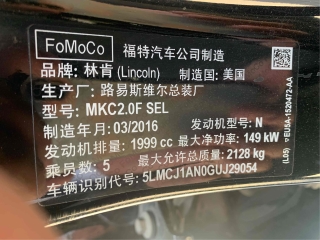 FoMoCo 福特汽车公司制造
品牌: 林肯 (Lincoln) 制造国: 美国
生产厂: 路易斯维尔总装厂
型号: MKC2.0F SEL
制造年月: 03/2016 发动机型号: N
发动机排量: 1999 cc 最大净功率: 149 kW
乘员数: 5 最大允许总质量: 2128 kg
车辆识别代号: 5LMCJ1AN0GUJ29054
EU5A-1520472-AA
(L05)